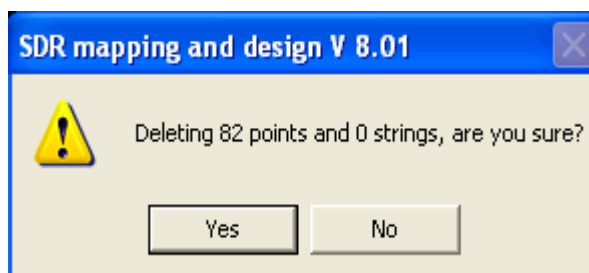 SDR mapping and design V 8.01
Deleting 82 points and 0 strings, are you sure?
Yes
No